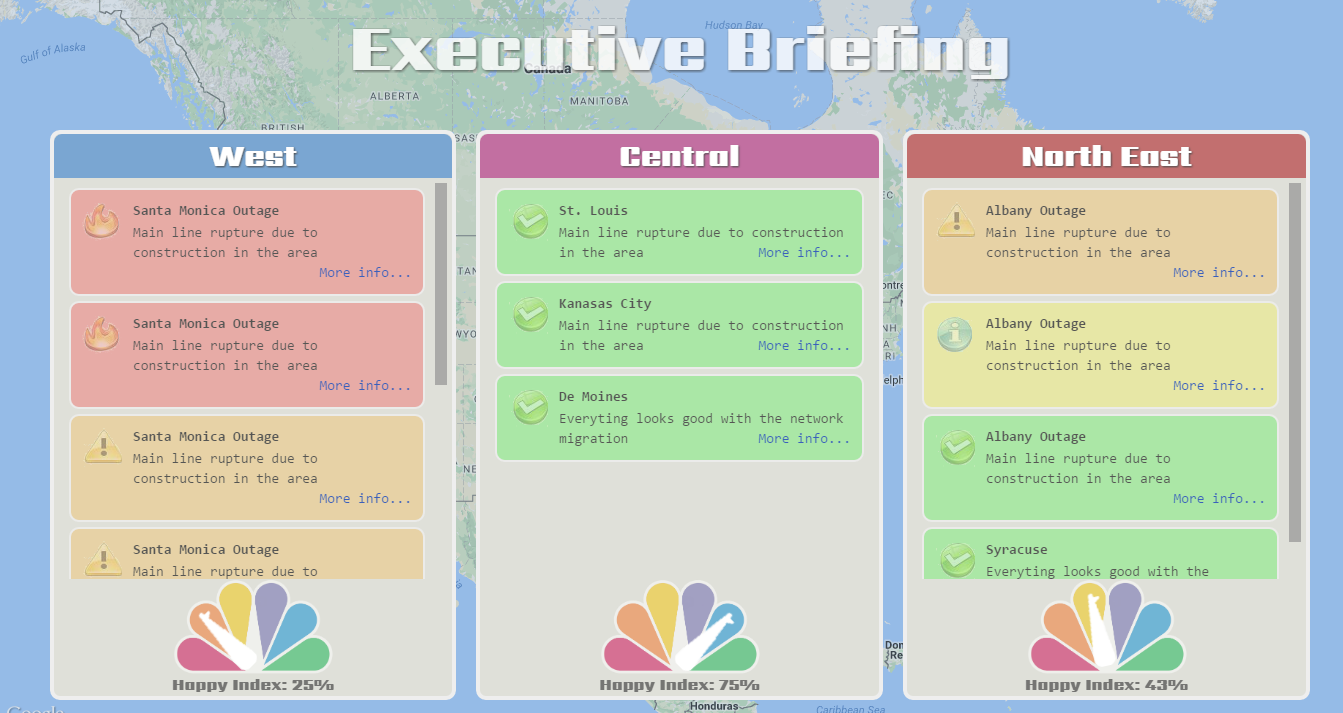 Executive Briefing
Hudson Bay
Gulf of Alaska
Canada
ALBERTA
MANITOBA
BRITISH
West
Santa Monica Outage
Main line rupture due to
construction in the area
More info...
Santa Monica Outage
Main line rupture due to
construction in the area
More info...
Santa Monica Outage
Main line rupture due to
construction in the area
More info...
Santa Monica Outage
Main line rupture due to
Happy Index: 25%
Central
St. Louis
Main line rupture due to construction
in the area More info...
Kanasas City
Main line rupture due to construction
in the area More info...
De Moines
Everyting looks good with the network
migration More info...
Happy Index: 75%
North East
Albany Outage
Main line rupture due to
construction in the area
More info...
Albany Outage
Main line rupture due to
construction in the area
More info...
Albany Outage
Main line rupture due to
construction in the area
More info...
Syracuse
Everyting looks good with the
Happy Index: 43%
Google
Honduras
Caribbean Sea